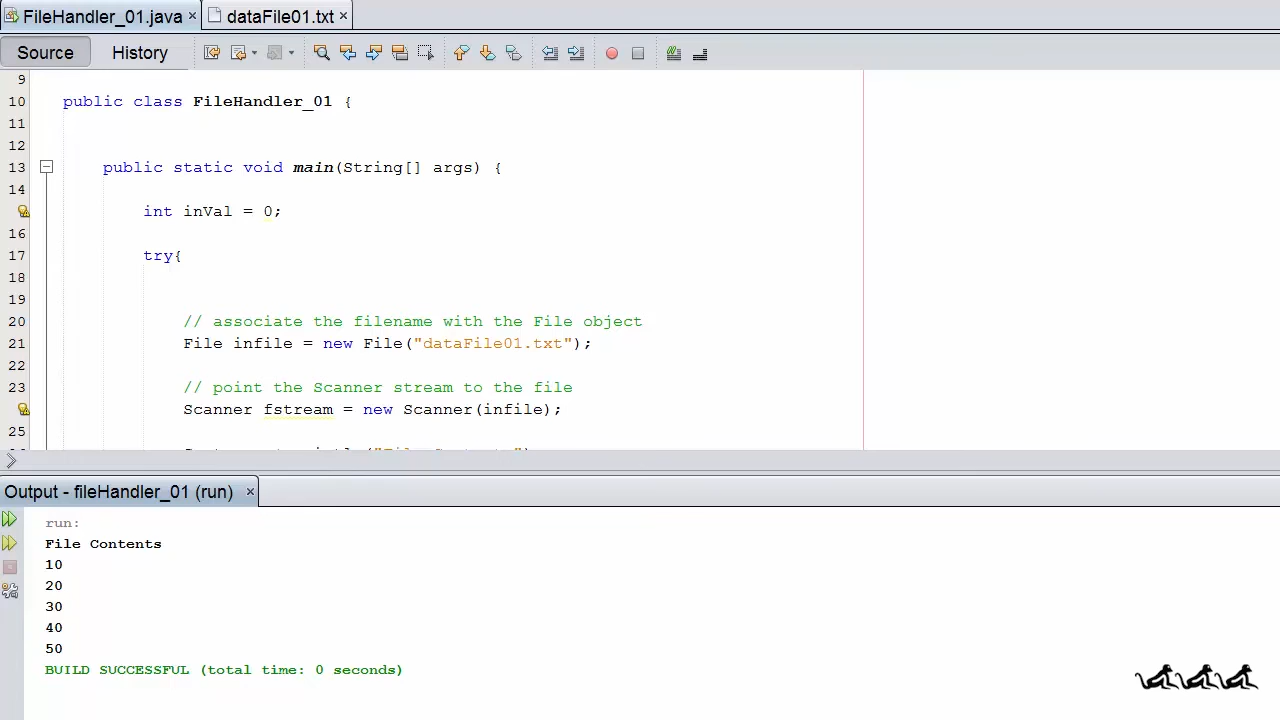 FileHandler_01.java × dataFile01.txt ×
Source History
9
10 public class FileHandler_01 {
11
12
13 public static void main(String[] args) {
14
int inVal = 0;
16
17 try{
18
19
20 // associate the filename with the File object
21 File infile = new File("dataFile01.txt");
22
23 // point the Scanner stream to the file
Scanner fstream = new Scanner(infile);
25
Output - fileHandler_01 (run) ×
run:
File Contents
10
20
30
40
50
BUILD SUCCESSFUL (total time: 0 seconds)